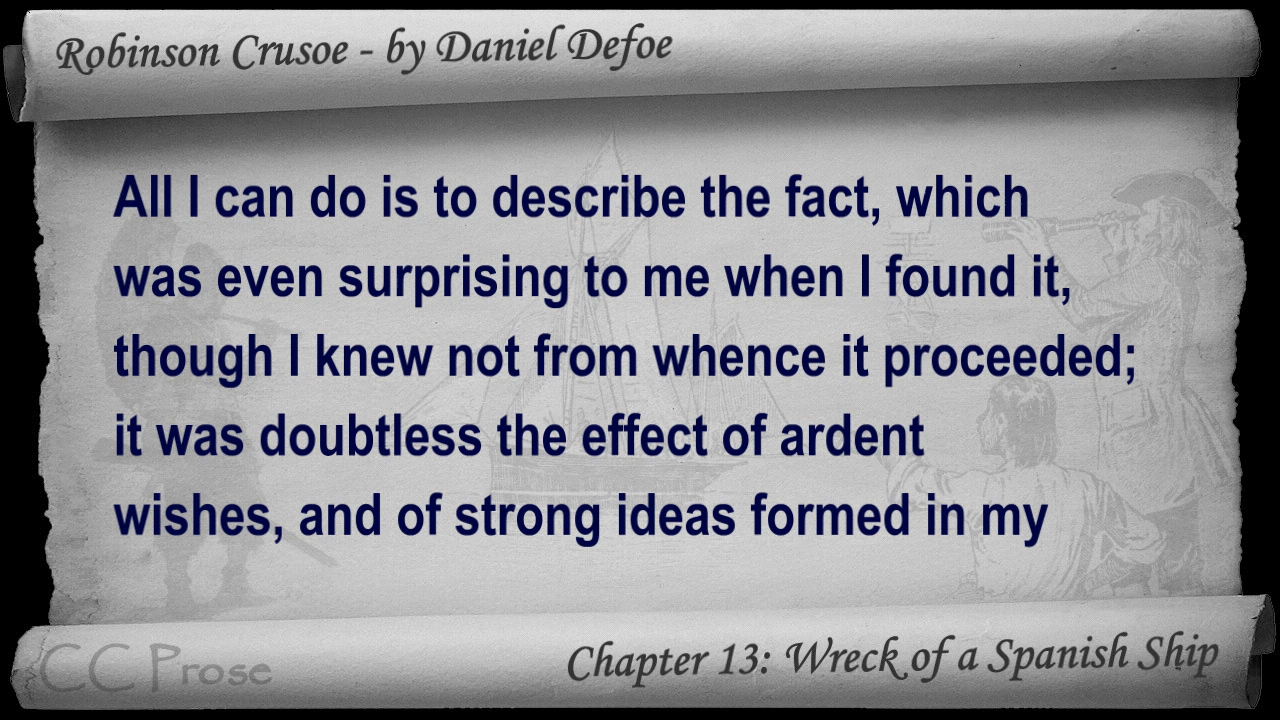 Robinson Crusoe - by Daniel Defoe
All I can do is to describe the fact, which
was even surprising to me when I found it,
though I knew not from whence it proceeded;
it was doubtless the effect of ardent
wishes, and of strong ideas formed in my
CC Prose
Chapter 13: Wreck of a Spanish Ship